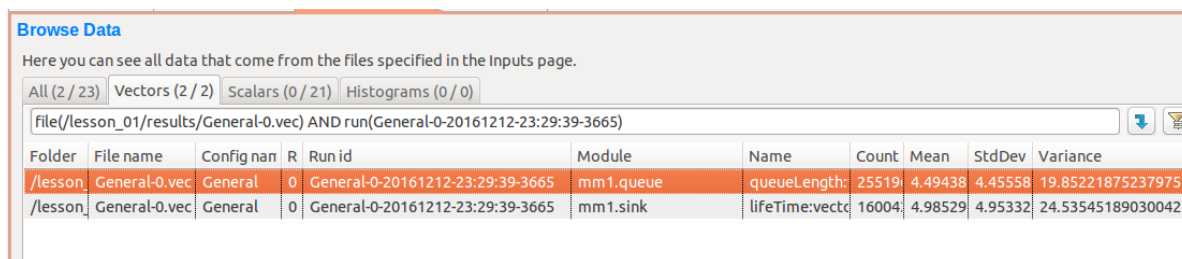 Browse Data
Here you can see all data that come from the files specified in the Inputs page.
All (2 / 23) Vectors (2 / 2) Scalars (0 / 21) Histograms (0 / 0)
file(/lesson_01/results/General-0.vec) AND run(General-0-20161212-23:29:39-3665)
Folder File name Config nam R Run id Module Name Count Mean StdDev Variance
/lesson_ General-0.vec General 0 General-0-20161212-23:29:39-3665 mm1.queue queueLength: 25519 4.49438 4.45558 19.85221875237975
/lesson_ General-0.vec General 0 General-0-20161212-23:29:39-3665 mm1.sink lifeTime:vecto 16004 4.98529 4.95332 24.53545189030042